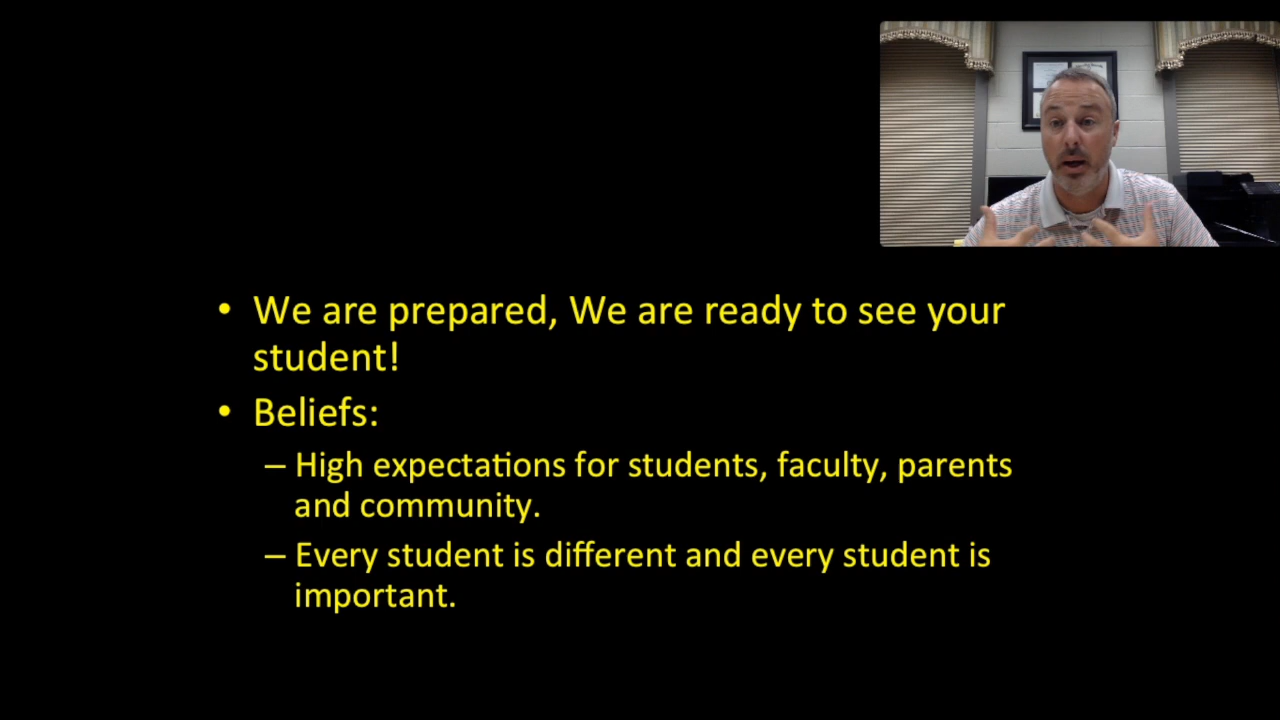 • We are prepared, We are ready to see your
student!
• Beliefs:
– High expectations for students, faculty, parents
and community.
– Every student is different and every student is
important.